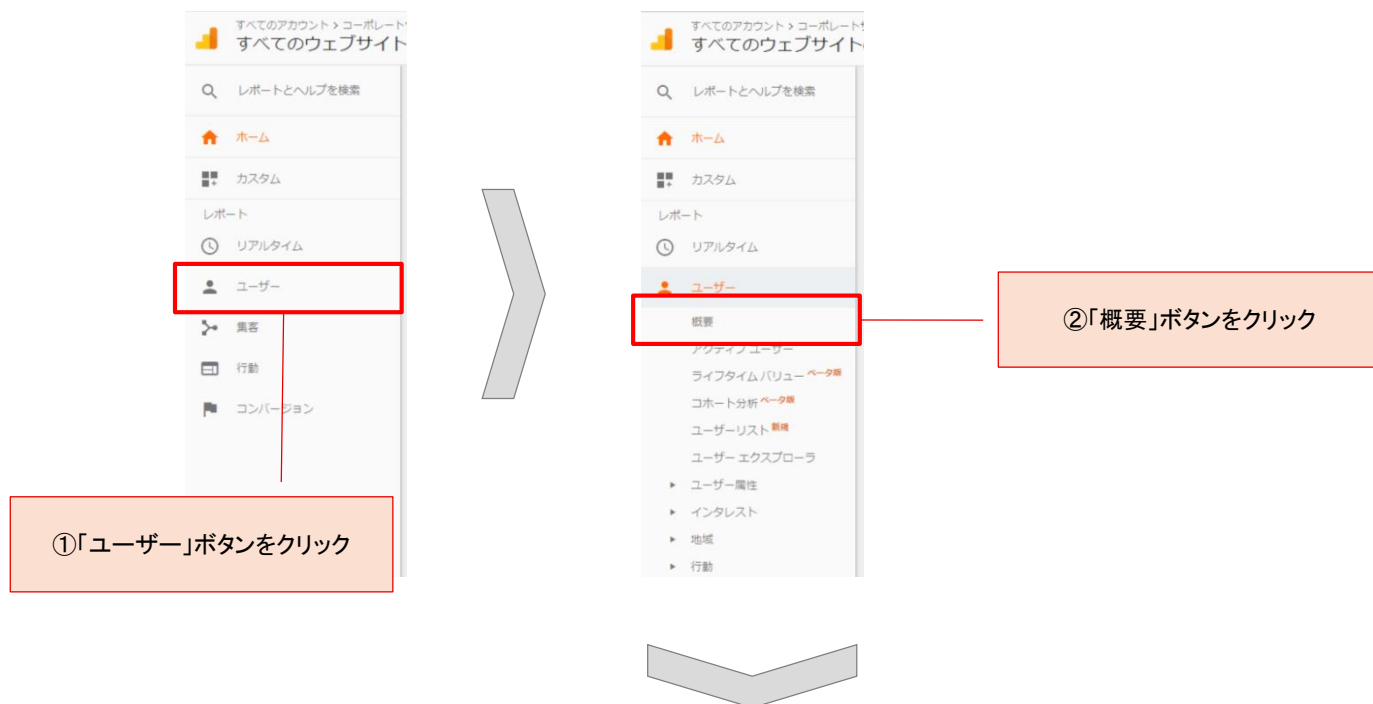 すべてのアカウント > コーポレート
すべてのウェブサイト
レポートとヘルプを検索
ホーム
カスタム
レポート
リアルタイム
ユーザー
集客
行動
コンバージョン
①「ユーザー」ボタンをクリック
すべてのアカウント > コーポレート
すべてのウェブサイト
レポートとヘルプを検索
ホーム
カスタム
レポート
リアルタイム
ユーザー
概要
アクティブ ユーザー
ライフタイム バリュー ベータ版
コホート分析 ベータ版
ユーザーリスト 新規
ユーザー エクスプローラ
ユーザー属性
インタレスト
地域
行動
②「概要」ボタンをクリック